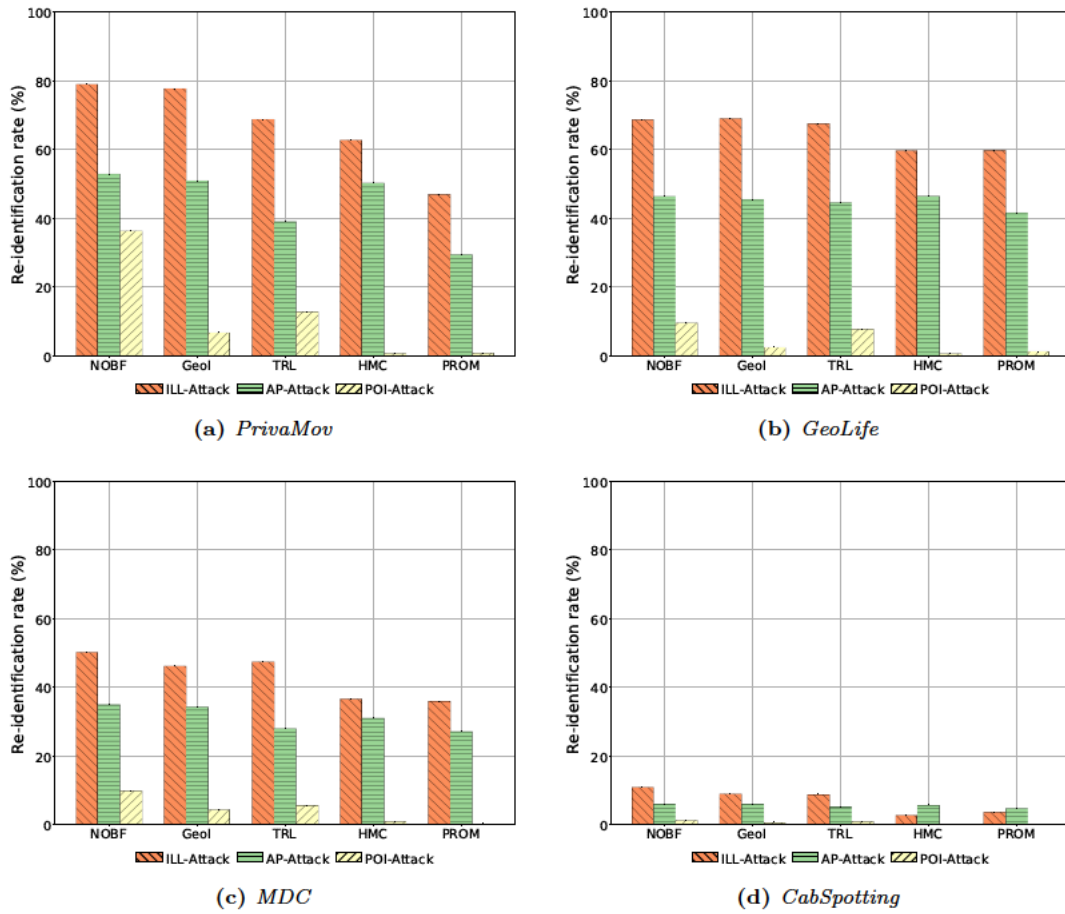 100
80
60
40
20
0
Re-identification rate (%)
NOBF GeoI TRL HMC PROM
ILL-Attack AP-Attack POI-Attack
(a) PrivaMov
100
80
60
40
20
0
Re-identification rate (%)
NOBF GeoI TRL HMC PROM
ILL-Attack AP-Attack POI-Attack
(b) GeoLife
100
80
60
40
20
0
Re-identification rate (%)
NOBF GeoI TRL HMC PROM
ILL-Attack AP-Attack POI-Attack
(c) MDC
100
80
60
40
20
0
Re-identification rate (%)
NOBF GeoI TRL HMC PROM
ILL-Attack AP-Attack POI-Attack
(d) CabSpotting